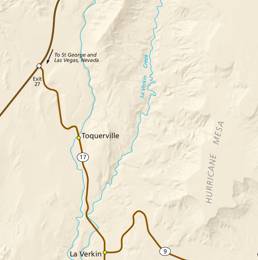 To St George and
Las Vegas, Nevada
Exit
27
La Verkin Creek
Toquerville
17
HURRICANE MESA
La Verkin
9